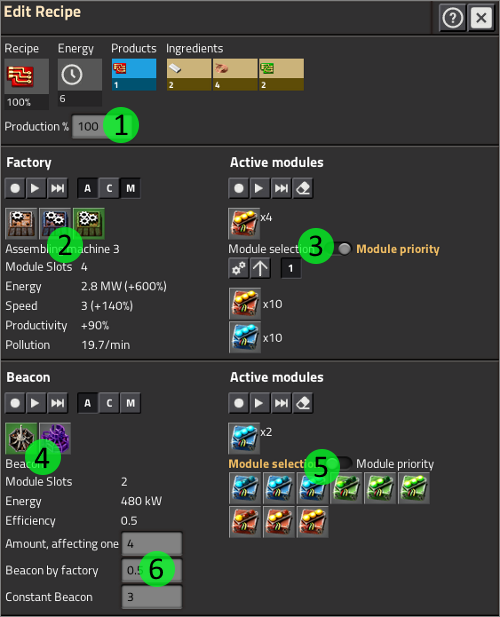 Edit Recipe
Recipe Energy Products Ingredients
100% 6 1 2 4 2
Production % 100 1
Factory
A C M
2
Assembling machine 3
Module Slots 4
Energy 2.8 MW (+600%)
Speed 3 (+140%)
Productivity +90%
Pollution 19.7/min
Active modules
x4
Module selection 3 Module priority
1
x10
x10
Beacon
A C M
4
Beacon
Module Slots 2
Energy 480 kW
Efficiency 0.5
Amount, affecting one 4
Beacon by factory 0.5 6
Constant Beacon 3
Active modules
x2
Module selection 5 Module priority